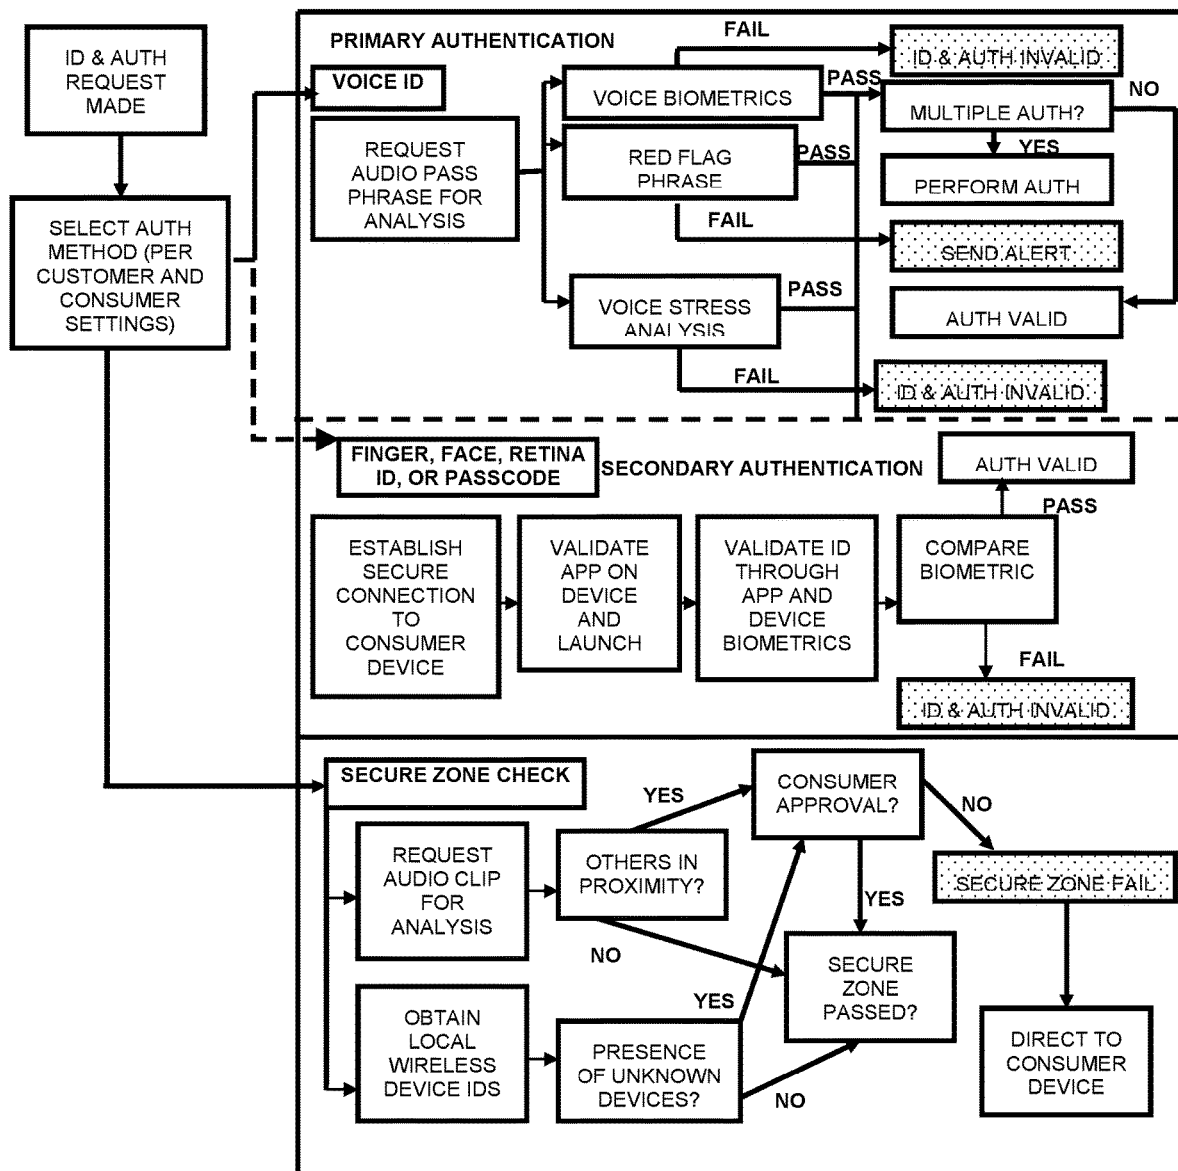 ID & AUTH
REQUEST
MADE
SELECT AUTH
METHOD (PER
CUSTOMER AND
CONSUMER
SETTINGS)
PRIMARY AUTHENTICATION
VOICE ID
REQUEST
AUDIO PASS
PHRASE FOR
ANALYSIS
VOICE BIOMETRICS
FAIL
ID & AUTH INVALID
PASS
MULTIPLE AUTH?
NO
YES
PERFORM AUTH
RED FLAG
PHRASE
PASS
FAIL
SEND ALERT
AUTH VALID
VOICE STRESS
ANALYSIS
PASS
FAIL
ID & AUTH INVALID
FINGER, FACE, RETINA
ID, OR PASSCODE
SECONDARY AUTHENTICATION
ESTABLISH
SECURE
CONNECTION
TO
CONSUMER
DEVICE
VALIDATE
APP ON
DEVICE
AND
LAUNCH
VALIDATE ID
THROUGH
APP AND
DEVICE
BIOMETRICS
COMPARE
BIOMETRIC
PASS
AUTH VALID
FAIL
ID & AUTH INVALID
SECURE ZONE CHECK
REQUEST
AUDIO CLIP
FOR
ANALYSIS
OTHERS IN
PROXIMITY?
YES
CONSUMER
APPROVAL?
NO
SECURE ZONE FAIL
YES
NO
SECURE
ZONE
PASSED?
OBTAIN
LOCAL
WIRELESS
DEVICE IDS
PRESENCE
OF UNKNOWN
DEVICES?
YES
NO
DIRECT TO
CONSUMER
DEVICE